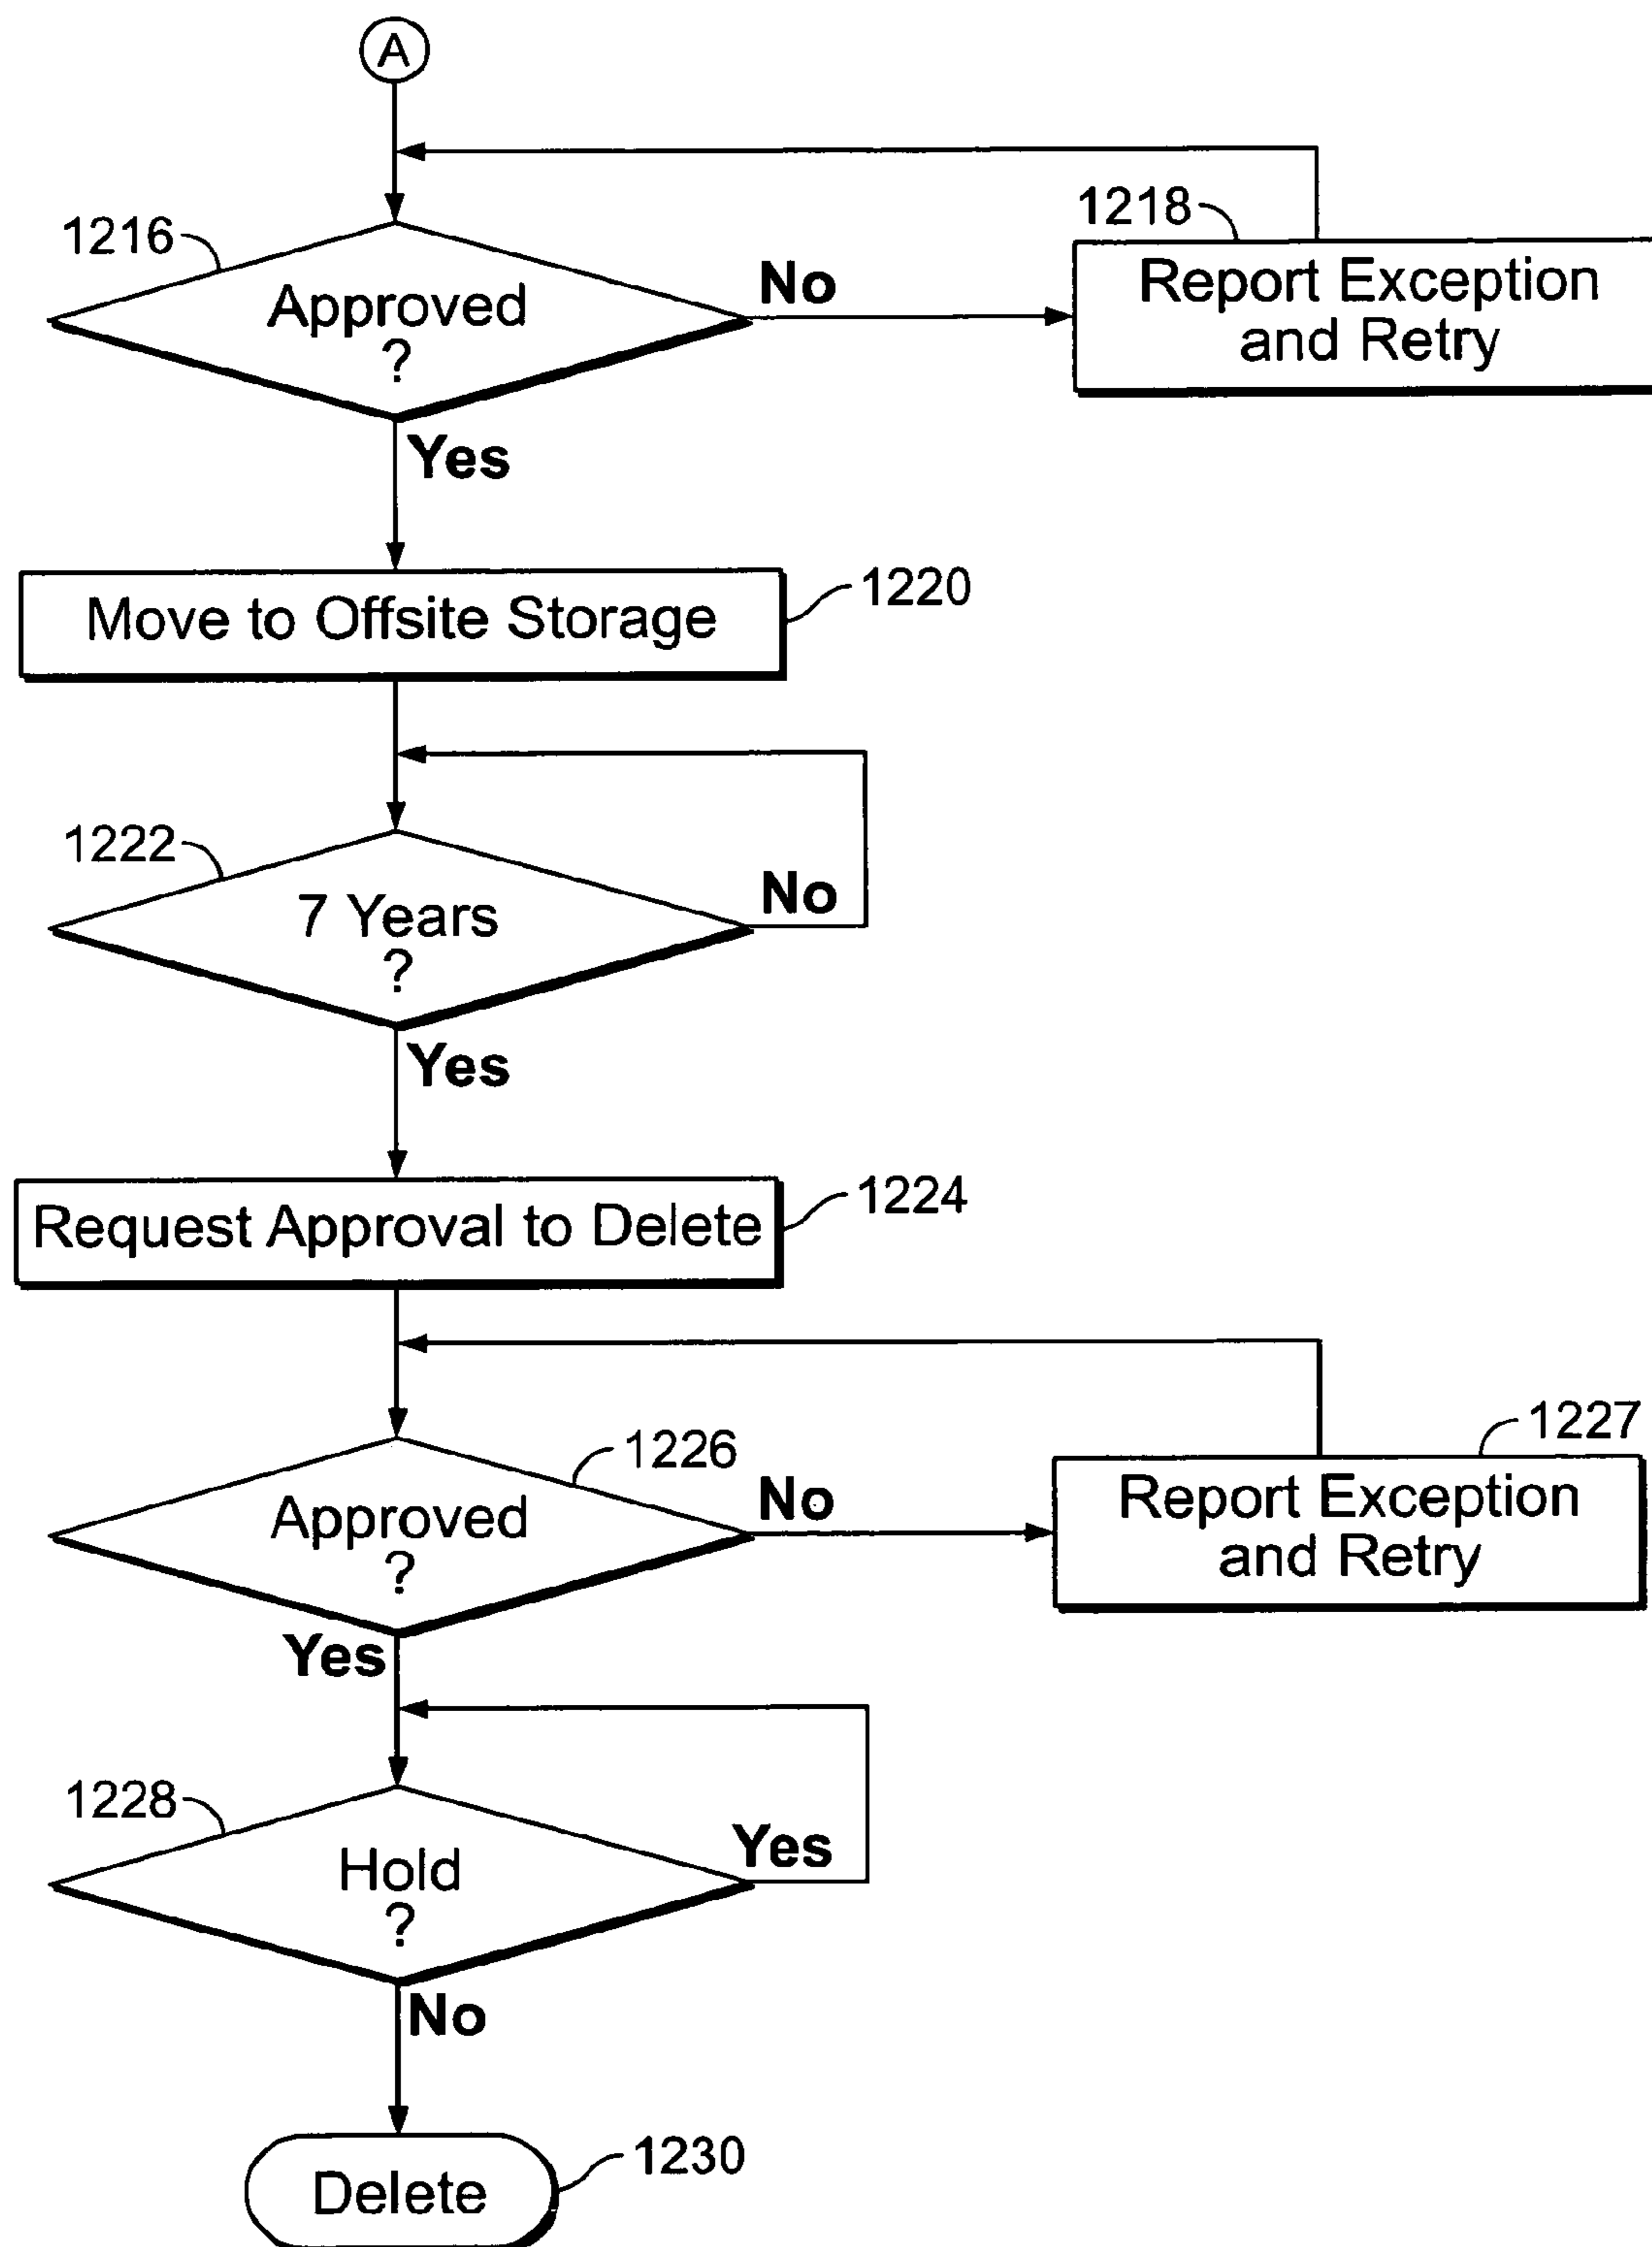 A
1216
Approved
?
No
1218
Report Exception
and Retry
Yes
Move to Offsite Storage
1220
1222
7 Years
?
No
Yes
Request Approval to Delete
1224
1226
Approved
?
No
1227
Report Exception
and Retry
Yes
1228
Hold
?
Yes
No
Delete
1230